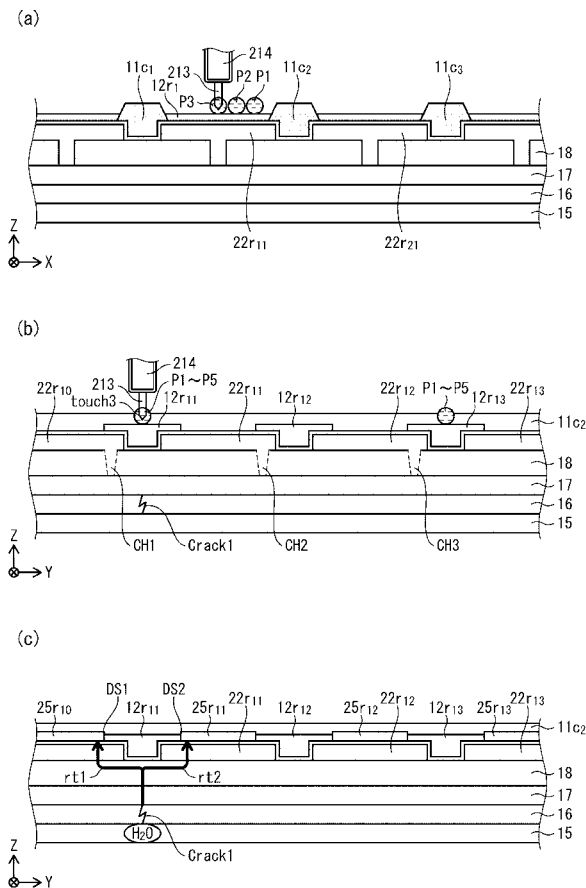 (a)
214
213
11c₁ 12r₁ P2 P1 11c₂ 11c₃
P3
18
17
16
15
22r₁₁ 22r₂₁
Z
X
(b)
214
213 P1～P5
22r₁₀ touch3 12r₁₁ 22r₁₁ 12r₁₂ 22r₁₂ P1～P5 12r₁₃ 22r₁₃
11c₂
18
17
16
15
CH1 Crack1 CH2 CH3
Z
Y
(c)
25r₁₀ DS1 12r₁₁ DS2 25r₁₁ 22r₁₁ 12r₁₂ 25r₁₂ 22r₁₂ 12r₁₃ 25r₁₃ 22r₁₃
11c₂
rt1 rt2
18
17
16
15
H₂O
Crack1
Z
Y